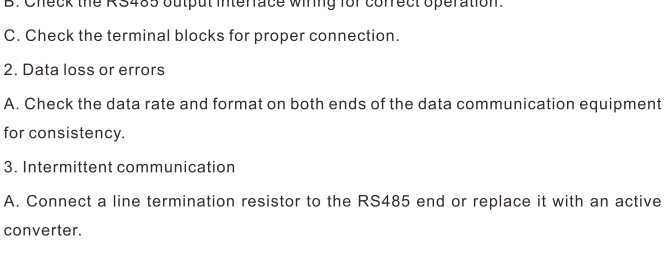 B. Check the RS485 output interface wiring for correct operation.
C. Check the terminal blocks for proper connection.
2. Data loss or errors
A. Check the data rate and format on both ends of the data communication equipment
for consistency.
3. Intermittent communication
A. Connect a line termination resistor to the RS485 end or replace it with an active
converter.